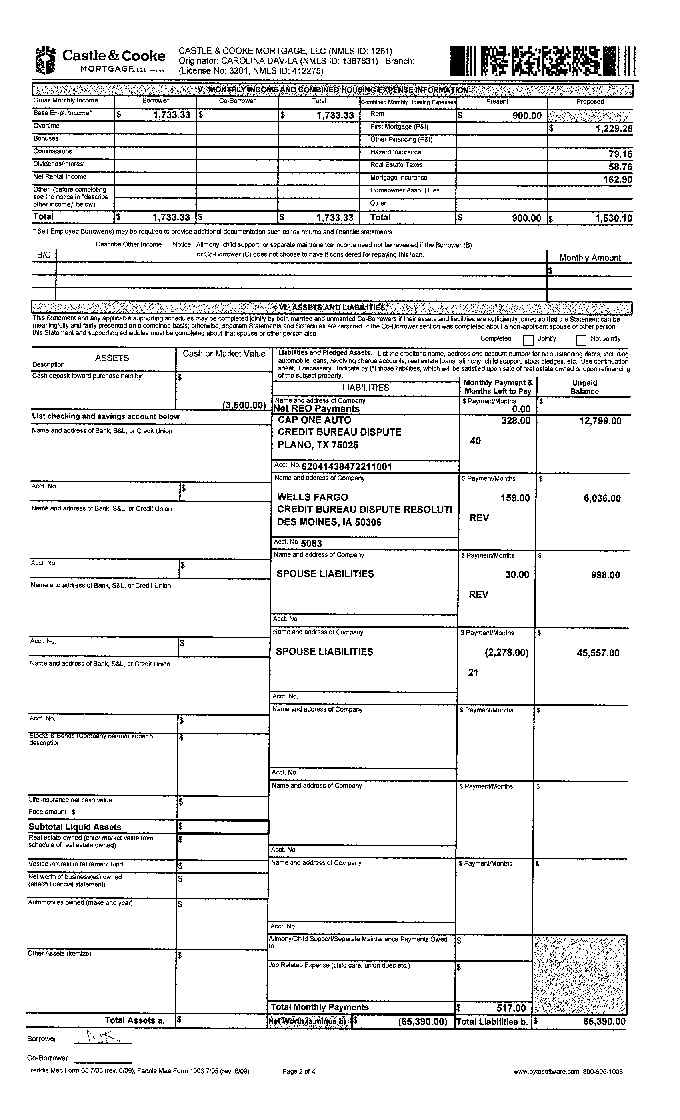 Castle & Cooke
MORTGAGE, LLC
CASTLE & COOKE MORTGAGE, LLC (NMLS ID: 1251)
Originator: CAROLINA DAVILA (NMLS ID: 1367631) Branch:
(License No: 3201, NMLS ID: 412275)
V. MONTHLY INCOME AND COMBINED HOUSING EXPENSE INFORMATION
Gross Monthly Income Borrower Co-Borrower Total Combined Monthly Housing Expenses Present Proposed
Base Empl. Income* $ 1,733.33 $ $ 1,733.33 Rent $ 900.00
Overtime First Mortgage (P&I) $ 1,229.28
Bonuses Other Financing (P&I)
Commissions Hazard Insurance 79.16
Dividends/Interest Real Estate Taxes 58.76
Net Rental Income Mortgage Insurance 162.90
Other (before completing Homeowner Assn. Dues
see the notice in "describe Other:
other income," below)
Total $ 1,733.33 $ $ 1,733.33 Total $ 900.00 $ 1,530.10
*Self Employed Borrower(s) may be required to provide additional documentation such as tax returns and financial statements.
Describe Other Income Notice: Alimony, child support, or separate maintenance income need not be revealed if the Borrower (B)
or Co-Borrower (C) does not choose to have it considered for repaying this loan.
B/C Monthly Amount
$
VI. ASSETS AND LIABILITIES
This Statement and any applicable supporting schedules may be completed jointly by both married and unmarried Co-Borrowers if their assets and liabilities are sufficiently joined so that the Statement can be
meaningfully and fairly presented on a combined basis; otherwise, separate Statements and Schedules are required. If the Co-Borrower section was completed about a non-applicant spouse or other person,
this Statement and supporting schedules must be completed about that spouse or other person also.
Completed Jointly Not Jointly
ASSETS
Description
Cash or Market Value
Liabilities and Pledged Assets. List the creditor's name, address and account number for all outstanding debts, including
automobile loans, revolving charge accounts, real estate loans, alimony, child support, stock pledges, etc. Use continuation
sheet, if necessary. Indicate by (*) those liabilities, which will be satisfied upon sale of real estate owned or upon refinancing
of the subject property.
Cash deposit toward purchase held by: $
(3,500.00)
LIABILITIES
Monthly Payment & Months Left to Pay
Unpaid Balance
Name and address of Company $ Payment/Months $
Net REO Payments 0.00
CAP ONE AUTO 328.00 12,799.00
CREDIT BUREAU DISPUTE
PLANO, TX 75025 40
Acct. No. 62041438472211001
List checking and savings account below
Name and address of Bank, S&L, or Credit Union
Acct. No. $
Name and address of Company $ Payment/Months $
WELLS FARGO 159.00 6,036.00
CREDIT BUREAU DISPUTE RESOLUTI
DES MOINES, IA 50306 REV
Acct. No. 5083
Name and address of Bank, S&L, or Credit Union
Acct. No. $
Name and address of Company $ Payment/Months $
SPOUSE LIABILITIES 30.00 998.00
REV
Acct. No.
Name and address of Bank, S&L, or Credit Union
Acct. No. $
Name and address of Company $ Payment/Months $
SPOUSE LIABILITIES (2,278.00) 45,557.00
21
Acct. No.
Name and address of Bank, S&L, or Credit Union
Acct. No. $
Name and address of Company $ Payment/Months $
Acct. No.
Stocks & Bonds (Company name/number & description) $
Name and address of Company $ Payment/Months $
Acct. No.
Life insurance net cash value $
Face amount: $
Subtotal Liquid Assets $
Real estate owned (enter market value from $
schedule of real estate owned)
Name and address of Company $ Payment/Months $
Acct. No.
Vested interest in retirement fund $
Net worth of business(es) owned $
(attach financial statement)
Automobiles owned (make and year) $
Alimony/Child Support/Separate Maintenance Payments Owed $
to:
Other Assets (itemize) $
Job Related Expense (child care, union dues etc.) $
Total Monthly Payments $ 517.00
Total Assets a. $ Net Worth (a minus b) $ (65,390.00) Total Liabilities b. $ 65,390.00
Borrower
Co-Borrower
Freddie Mac Form 65 7/05 (rev. 6/09), Fannie Mae Form 1003 7/05 (rev. 6/09) Page 2 of 4 www.bytesoftware.com 800-695-1008